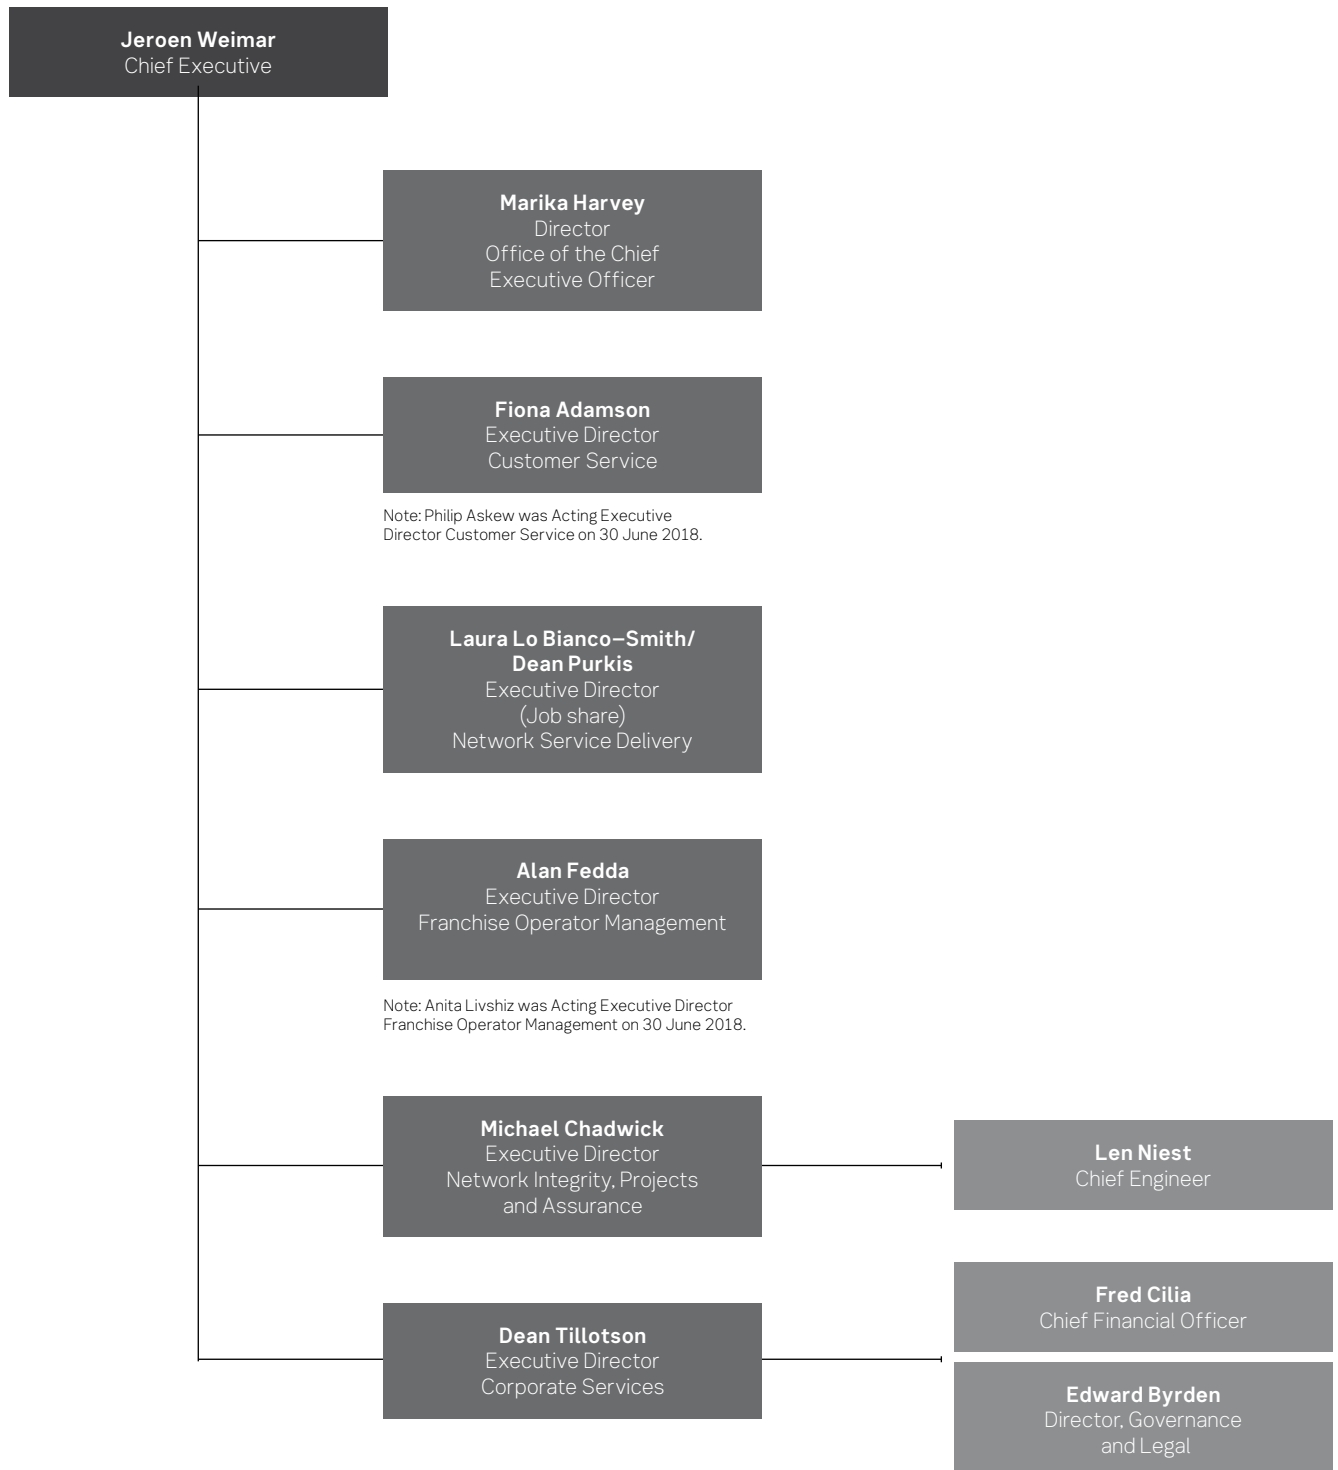 Jeroen Weimar
Chief Executive
Marika Harvey
Director
Office of the Chief
Executive Officer
Fiona Adamson
Executive Director
Customer Service
Note: Philip Askew was Acting Executive
Director Customer Service on 30 June 2018.
Laura Lo Bianco–Smith/
Dean Purkis
Executive Director
(Job share)
Network Service Delivery
Alan Fedda
Executive Director
Franchise Operator Management
Note: Anita Livshiz was Acting Executive Director
Franchise Operator Management on 30 June 2018.
Michael Chadwick
Executive Director
Network Integrity, Projects
and Assurance
Len Niest
Chief Engineer
Dean Tillotson
Executive Director
Corporate Services
Fred Cilia
Chief Financial Officer
Edward Byrden
Director, Governance
and Legal